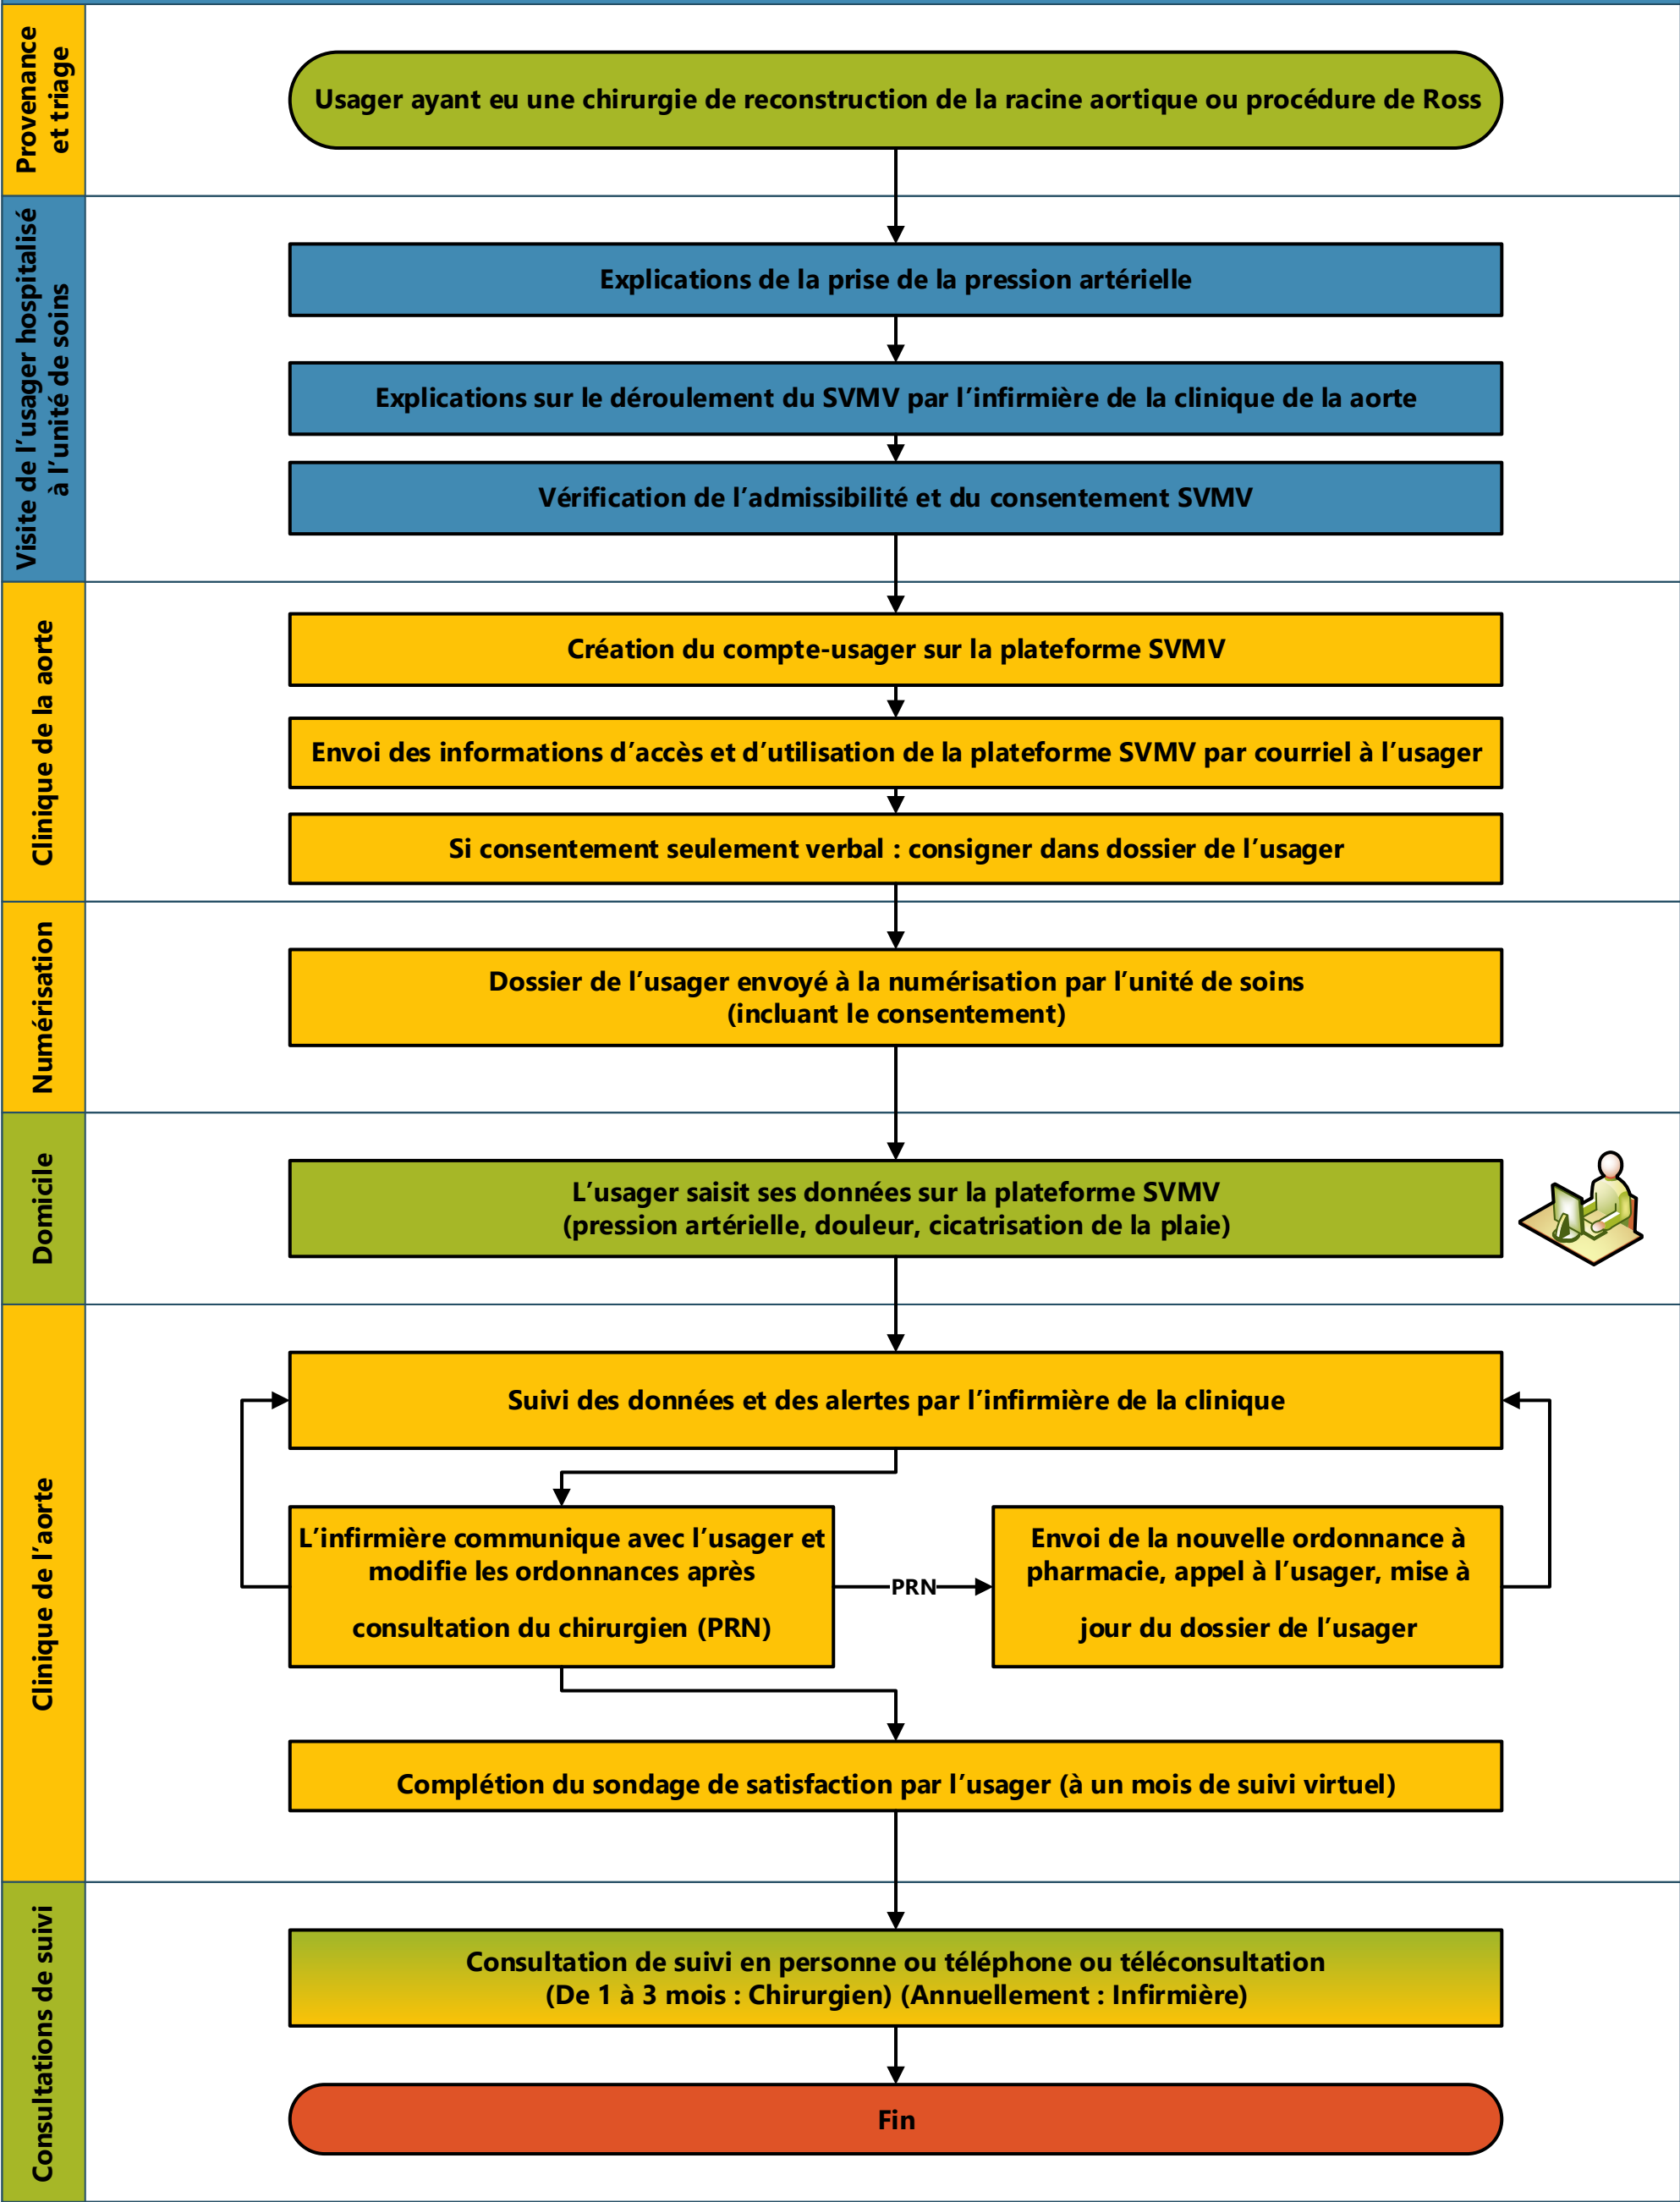 Provenance
et triage
Usager ayant eu une chirurgie de reconstruction de la racine aortique ou procédure de Ross
Visite de l’usager hospitalisé
à l’unité de soins
Explications de la prise de la pression artérielle
Explications sur le déroulement du SVMV par l’infirmière de la clinique de la aorte
Vérification de l’admissibilité et du consentement SVMV
Clinique de la aorte
Création du compte-usager sur la plateforme SVMV
Envoi des informations d’accès et d’utilisation de la plateforme SVMV par courriel à l’usager
Si consentement seulement verbal : consigner dans dossier de l’usager
Numérisation
Dossier de l’usager envoyé à la numérisation par l’unité de soins
(incluant le consentement)
Domicile
L’usager saisit ses données sur la plateforme SVMV
(pression artérielle, douleur, cicatrisation de la plaie)
Clinique de l’aorte
Suivi des données et des alertes par l’infirmière de la clinique
L’infirmière communique avec l’usager et
modifie les ordonnances après
consultation du chirurgien (PRN)
PRN
Envoi de la nouvelle ordonnance à
pharmacie, appel à l’usager, mise à
jour du dossier de l’usager
Complétion du sondage de satisfaction par l’usager (à un mois de suivi virtuel)
Consultations de suivi
Consultation de suivi en personne ou téléphone ou téléconsultation
(De 1 à 3 mois : Chirurgien) (Annuellement : Infirmière)
Fin